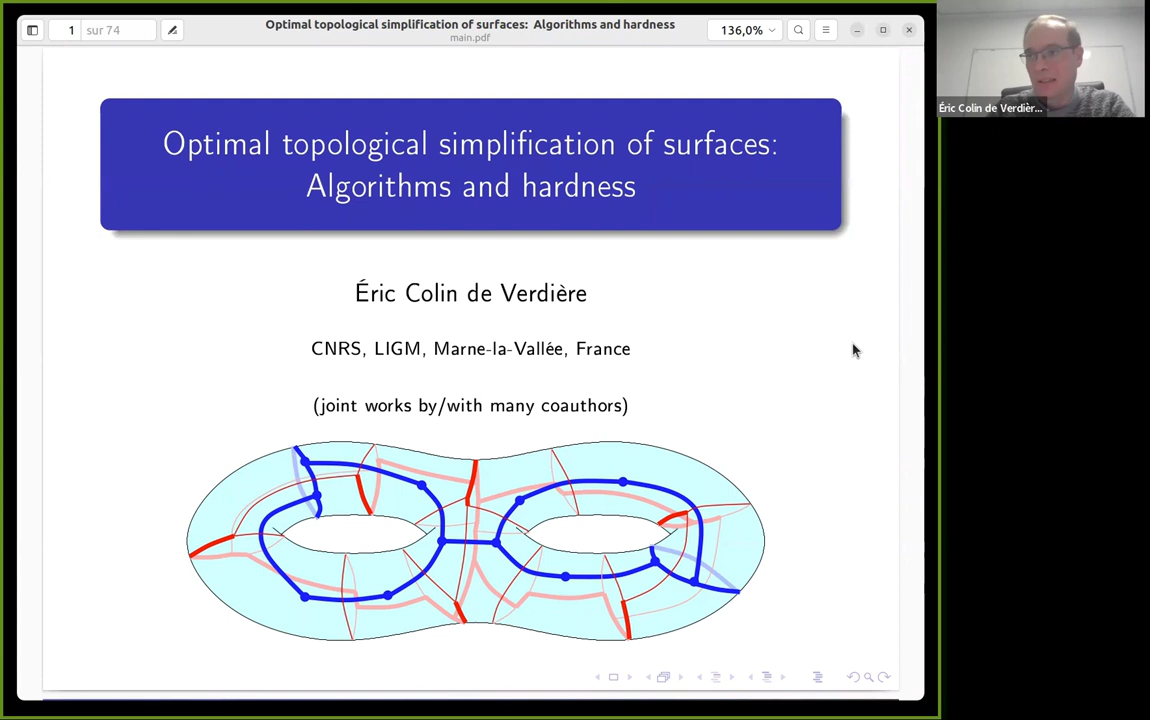 1 sur 74
Optimal topological simplification of surfaces: Algorithms and hardness
main.pdf
136,0%
Éric Colin de Verdièr...
Optimal topological simplification of surfaces:
Algorithms and hardness
Éric Colin de Verdière
CNRS, LIGM, Marne-la-Vallée, France
(joint works by/with many coauthors)